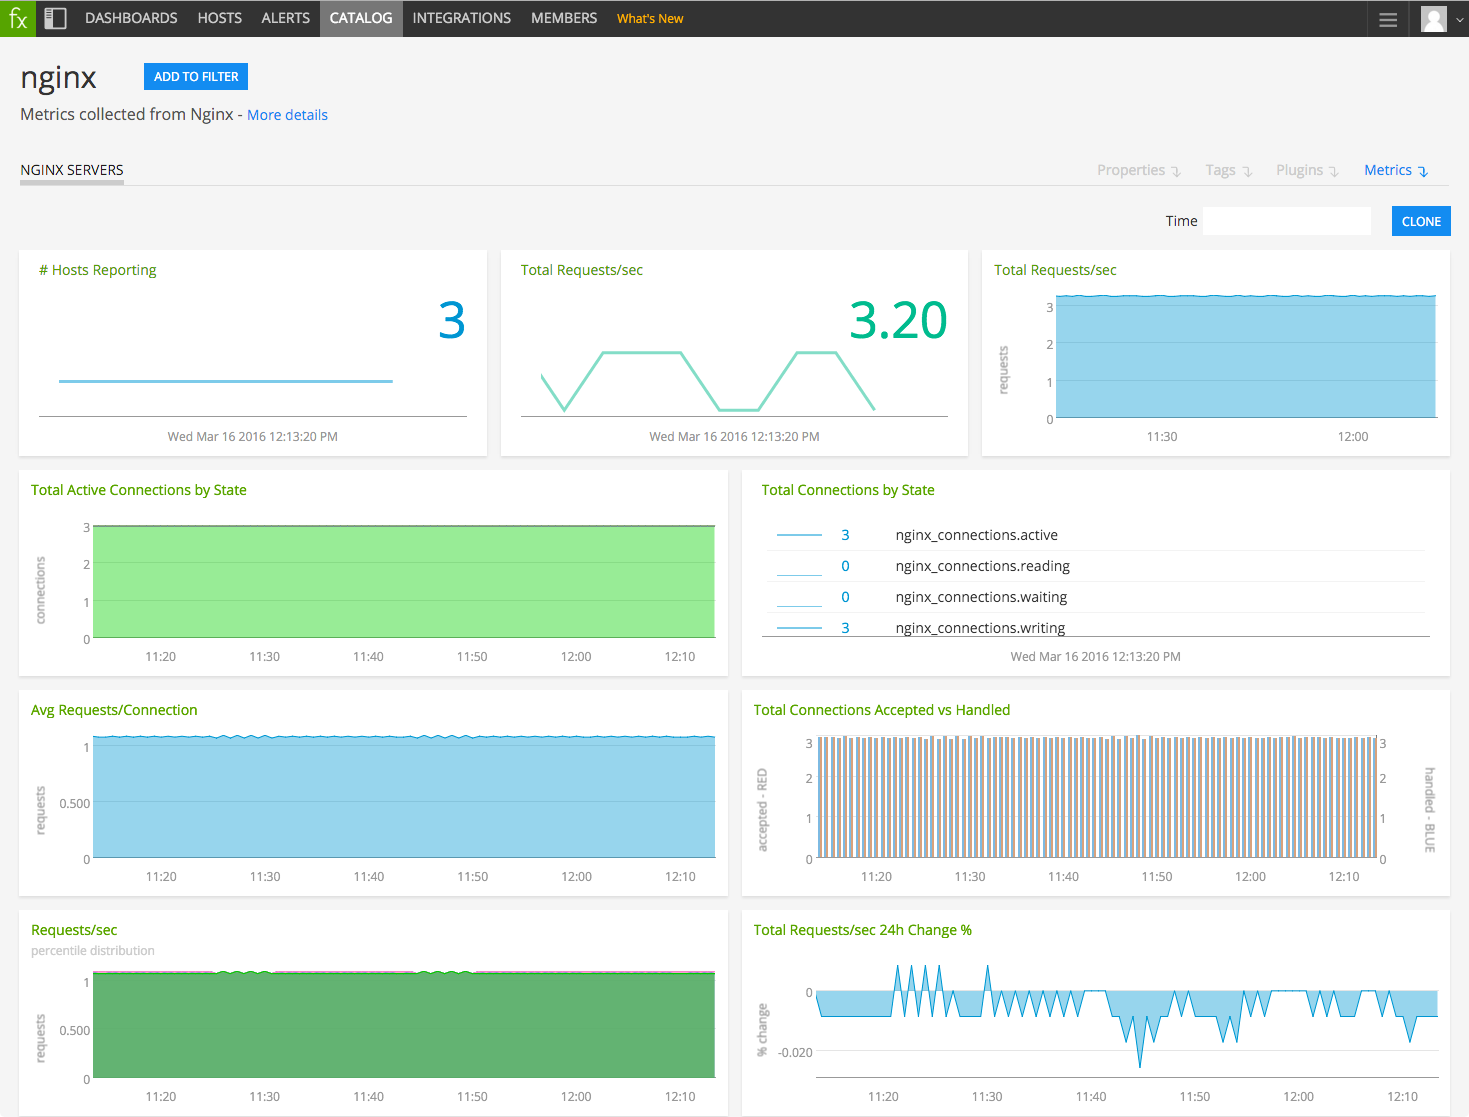 fx DASHBOARDS HOSTS ALERTS CATALOG INTEGRATIONS MEMBERS What's New
nginx ADD TO FILTER
Metrics collected from Nginx - More details
NGINX SERVERS Properties Tags Plugins Metrics
Time CLONE
# Hosts Reporting
3
Wed Mar 16 2016 12:13:20 PM
Total Requests/sec
3.20
Wed Mar 16 2016 12:13:20 PM
Total Requests/sec
requests
3
2
1
0
11:30 12:00
Total Active Connections by State
connections
3
2
1
0
11:20 11:30 11:40 11:50 12:00 12:10
Total Connections by State
3 nginx_connections.active
0 nginx_connections.reading
0 nginx_connections.waiting
3 nginx_connections.writing
Wed Mar 16 2016 12:13:20 PM
Avg Requests/Connection
requests
1
0.500
0
11:20 11:30 11:40 11:50 12:00 12:10
Total Connections Accepted vs Handled
accepted - RED
3 3
2 2
1 1
0 0
handled - BLUE
11:20 11:30 11:40 11:50 12:00 12:10
Requests/sec
percentile distribution
requests
1
0.500
0
11:20 11:30 11:40 11:50 12:00 12:10
Total Requests/sec 24h Change %
% change
0
-0.020
11:20 11:30 11:40 11:50 12:00 12:10